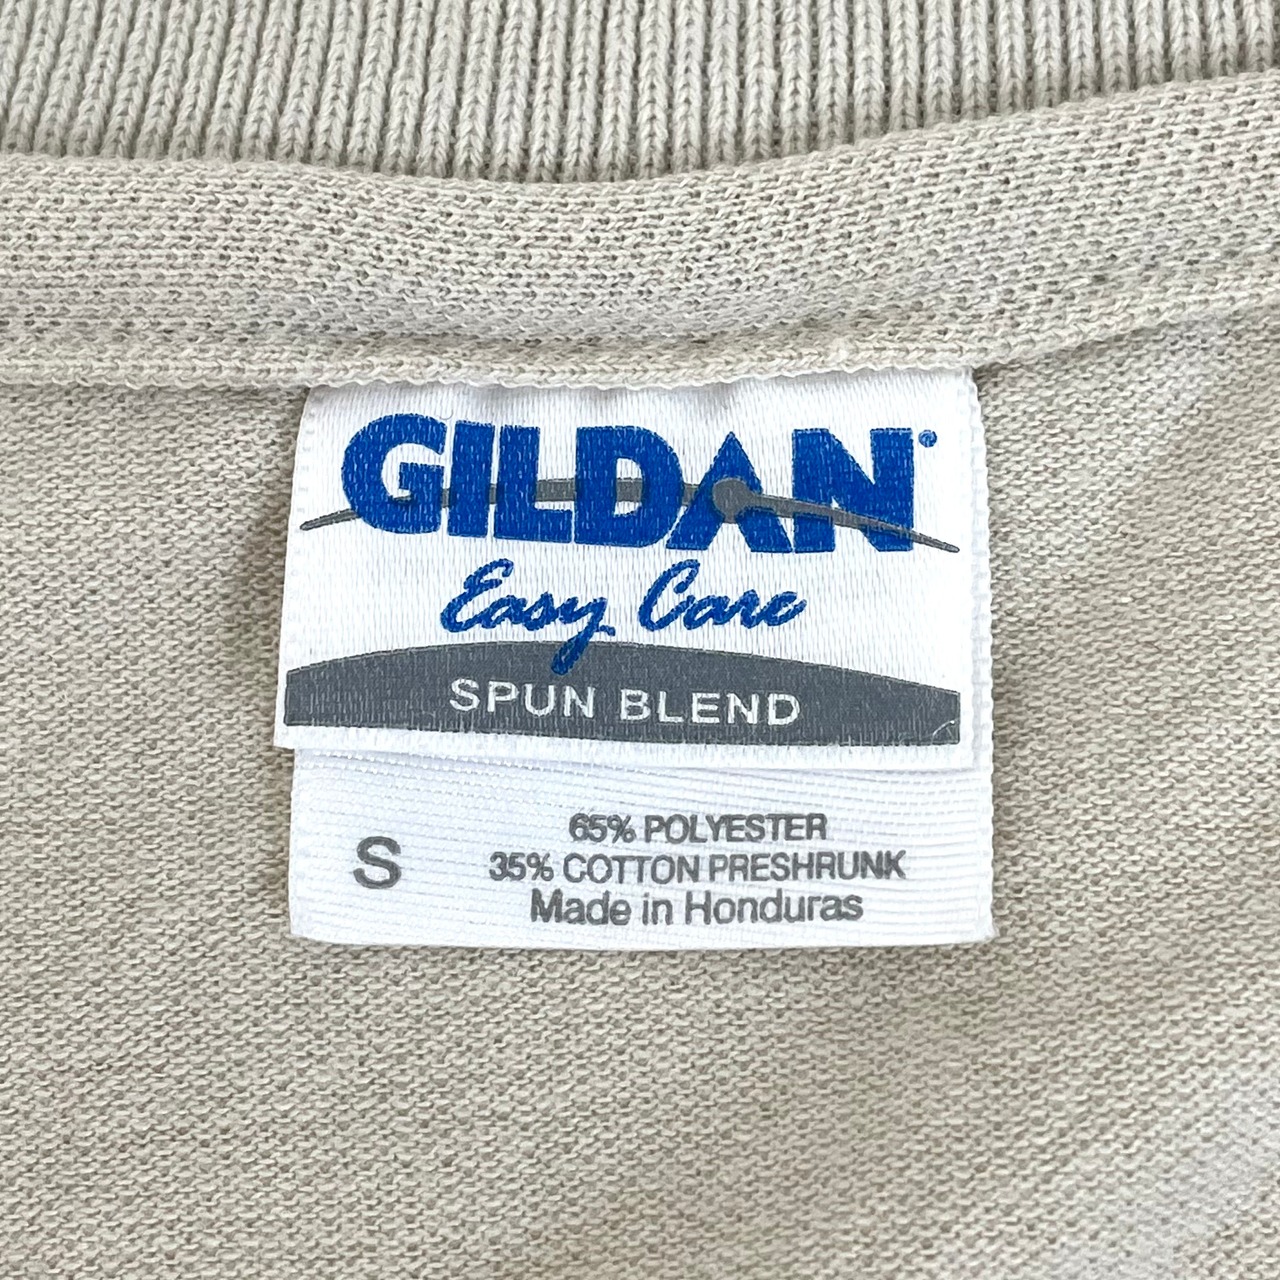 GILDAN®
Easy Care
SPUN BLEND
S
65% POLYESTER
35% COTTON PRESHRUNK
Made in Honduras